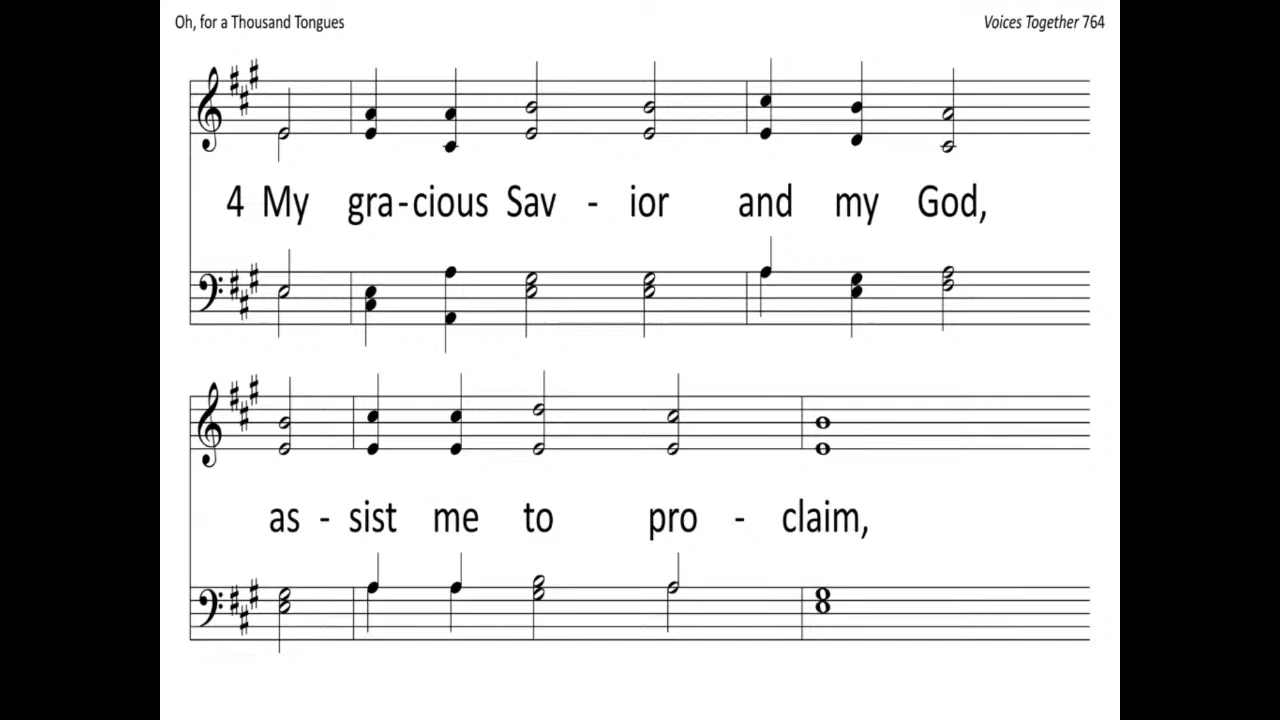 Oh, for a Thousand Tongues
Voices Together 764
4 My gra-cious Sav - ior and my God,
as - sist me to pro - claim,